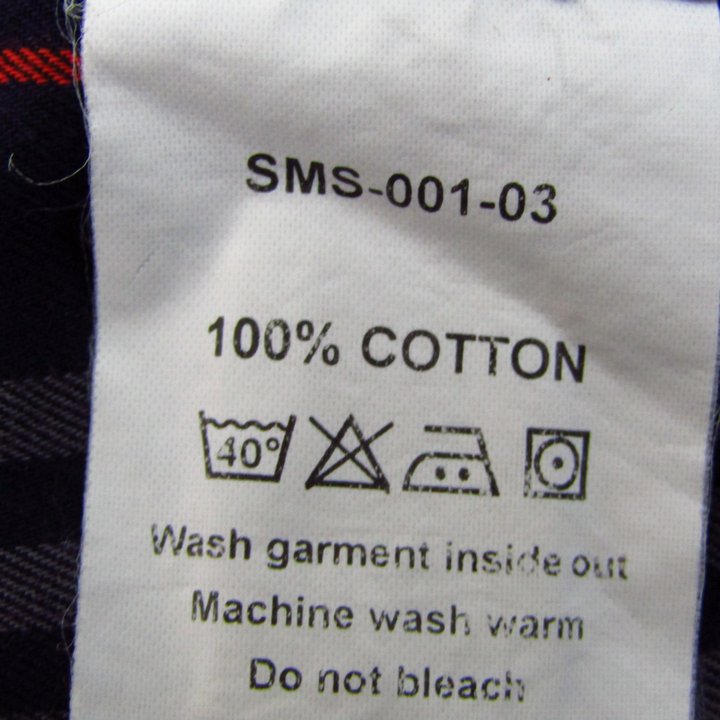 SMS-001-03
100% COTTON
40°
Wash garment inside out
Machine wash warm
Do not bleach